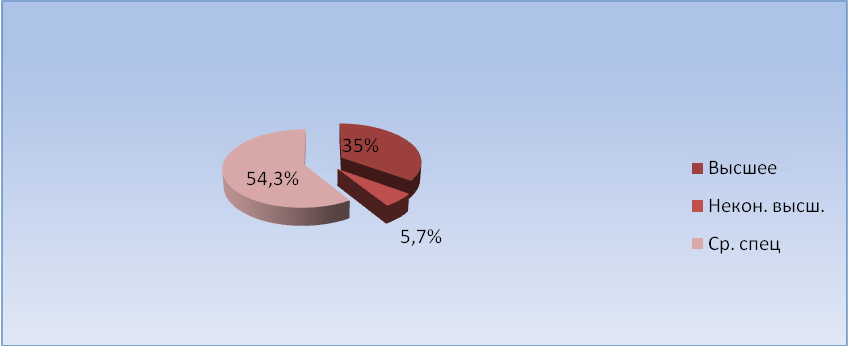 35%
54,3%
5,7%
Высшее
Некон. высш.
Ср. спец